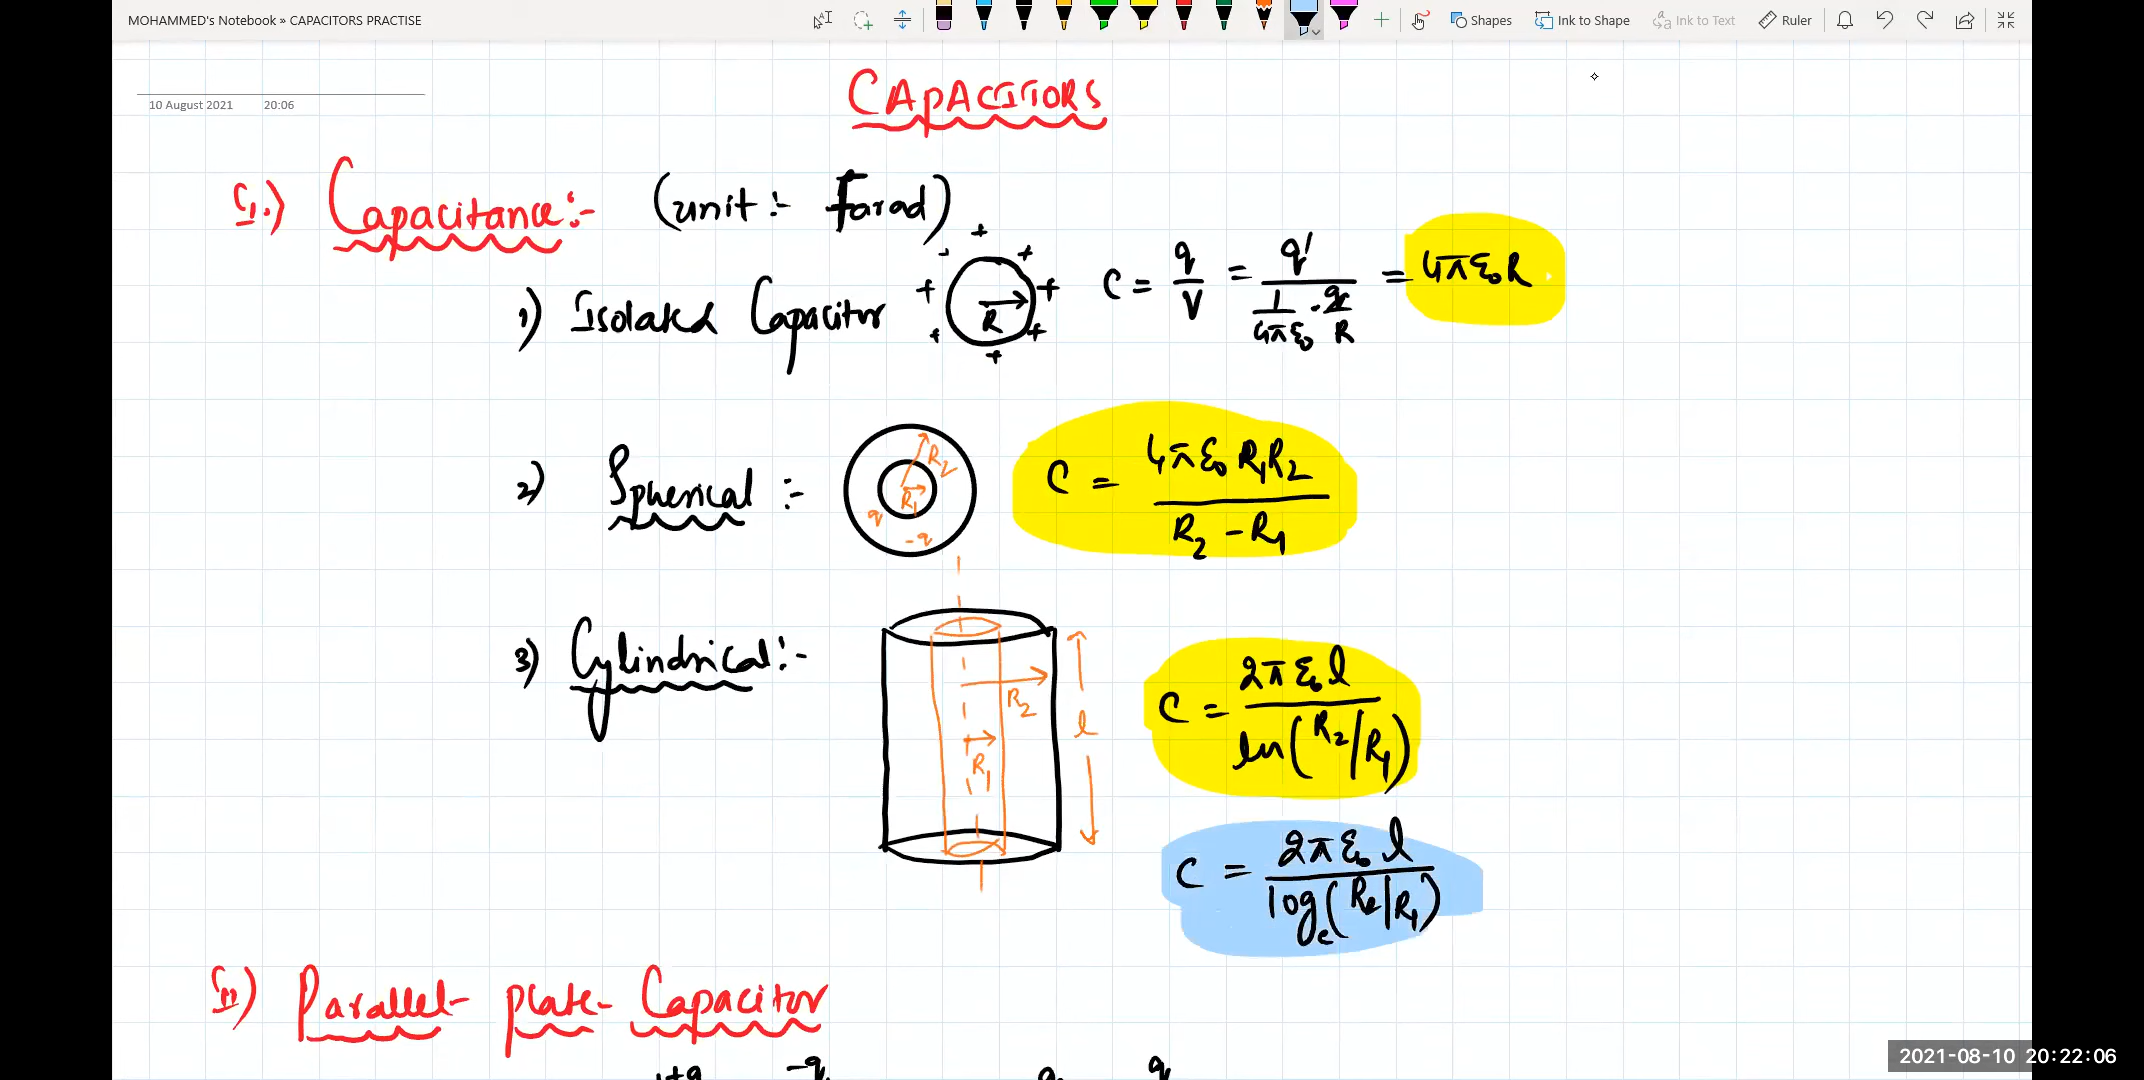 MOHAMMED's Notebook » CAPACITORS PRACTISE
Shapes Ink to Shape Ink to Text Ruler
CAPACITORS
10 August 2021 20:06
I.) Capacitance:- (unit :- Farad)
1) Isolated Capacitor R C = q/V = q/(1/4πε₀ · q/R) = 4πε₀R
2) Spherical :- R₂ R₁ q -q C = 4πε₀R₁R₂/(R₂ - R₁)
3) Cylindrical:- R₂ R₁ l C = 2πε₀l/ln(R₂/R₁)
C = 2πε₀l/logₑ(R₂/R₁)
II) Parallel- plate- Capacitor
+q -q q q
2021-08-10 20:22:06